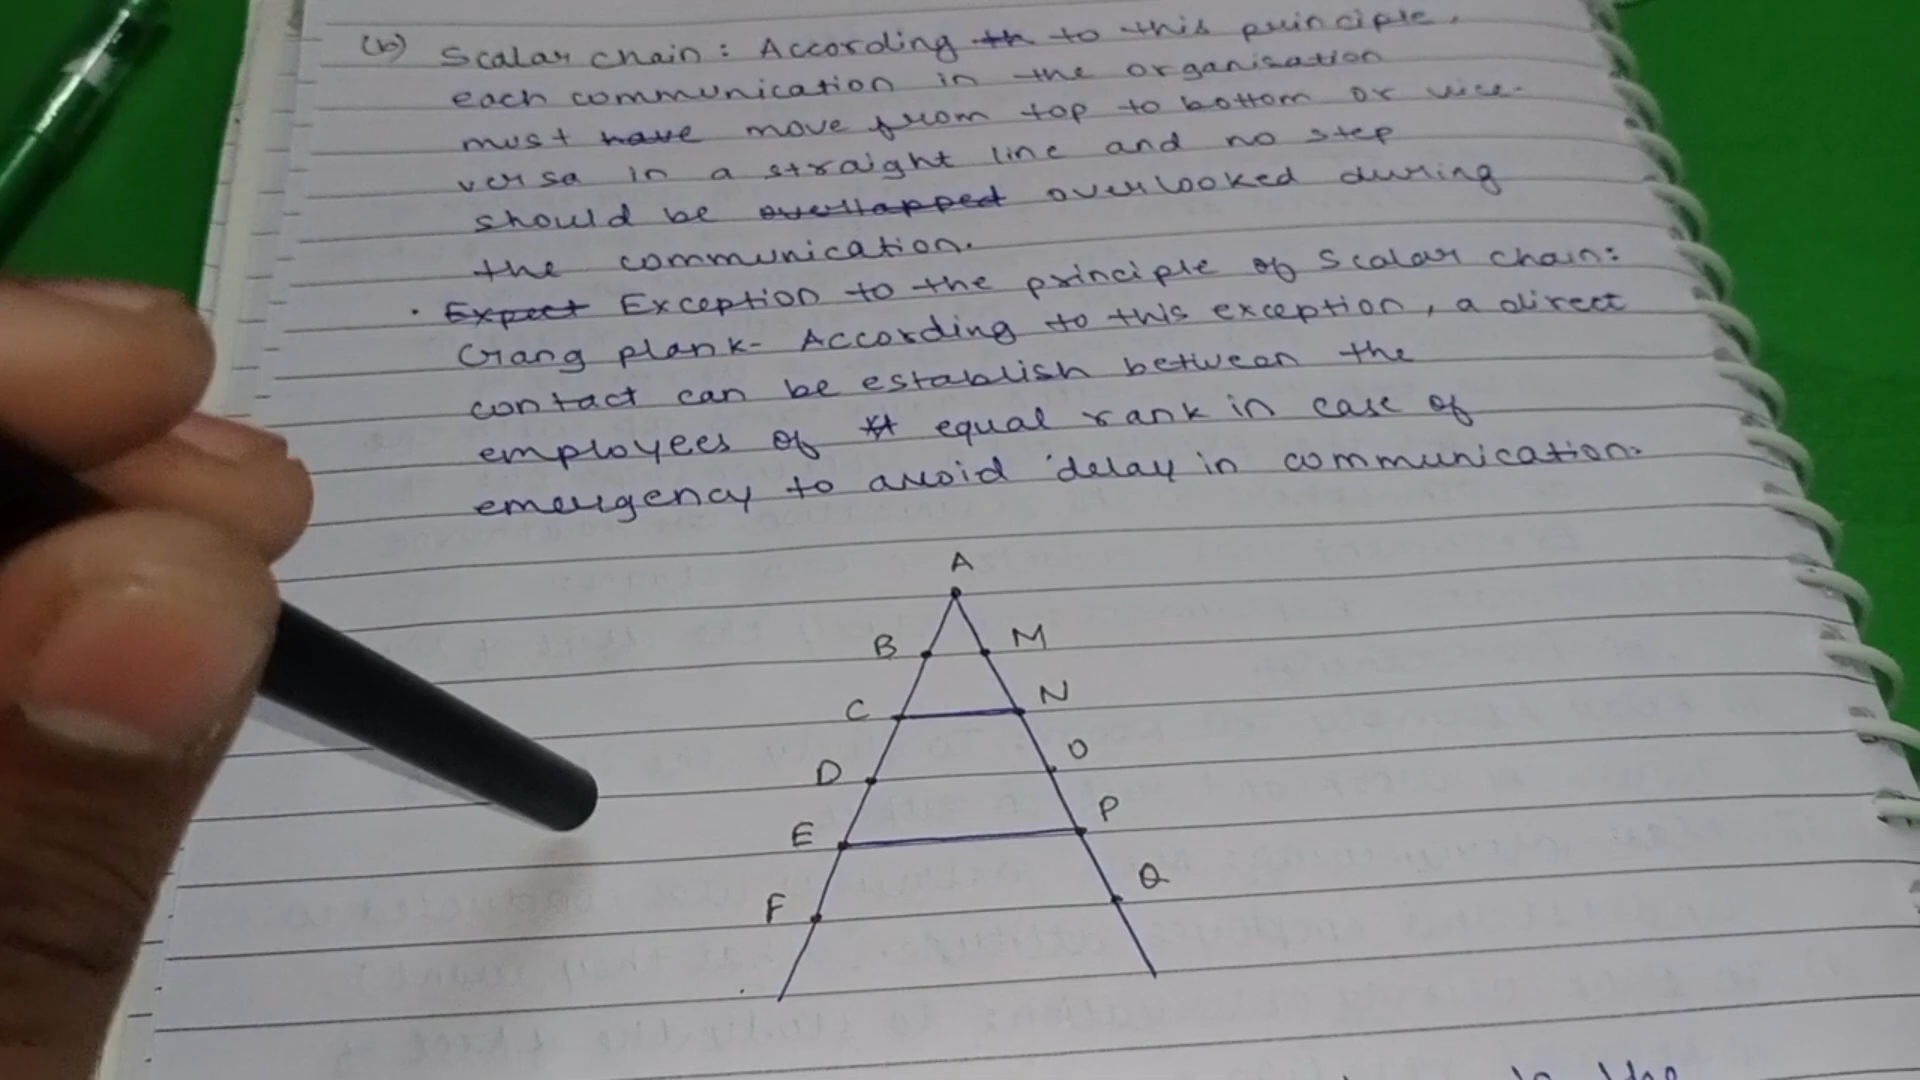 (b) Scalar chain: According th to this principle,
each communication in the organisation
must have move from top to bottom or vice-
versa in a straight line and no step
should be overlapped overlooked during
the communication.
· Expect Exception to the principle of Scalar chain:
Gang plank- According to this exception, a direct
contact can be establish between the
employees of equal rank in case of
emergency to avoid delay in communication.
A
B M
C N
D O
E P
F Q
the